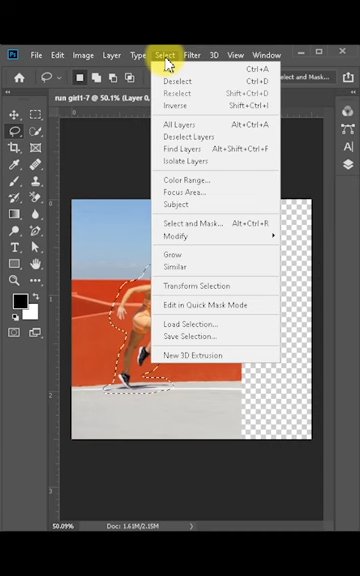 Ps File Edit Image Layer Type Select Filter 3D View Window
Select and Mask...
run girl1-7 @ 50.1% (Layer 0,
Ctrl+A
Deselect Ctrl+D
Reselect Shift+Ctrl+D
Inverse Shift+Ctrl+I
All Layers Alt+Ctrl+A
Deselect Layers
Find Layers Alt+Shift+Ctrl+F
Isolate Layers
Color Range...
Focus Area...
Subject
Select and Mask... Alt+Ctrl+R
Modify
Grow
Similar
Transform Selection
Edit in Quick Mask Mode
Load Selection...
Save Selection...
New 3D Extrusion
50.09% Doc: 1.61M/2.15M